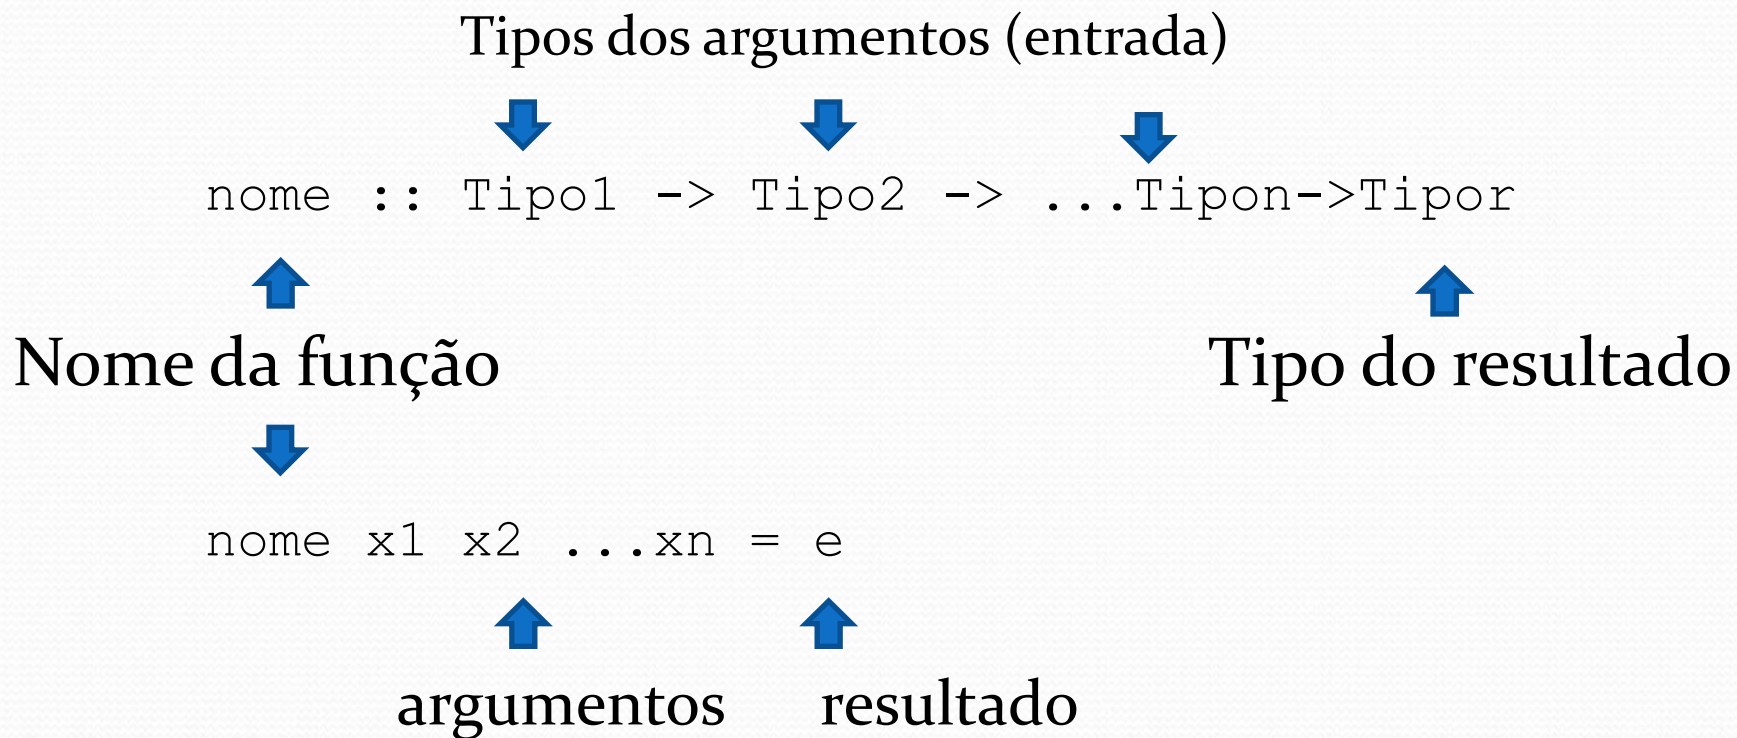 Tipos dos argumentos (entrada)
nome :: Tipo1 -> Tipo2 -> ...Tipon->Tipor
Nome da função Tipo do resultado
nome x1 x2 ...xn = e
argumentos resultado